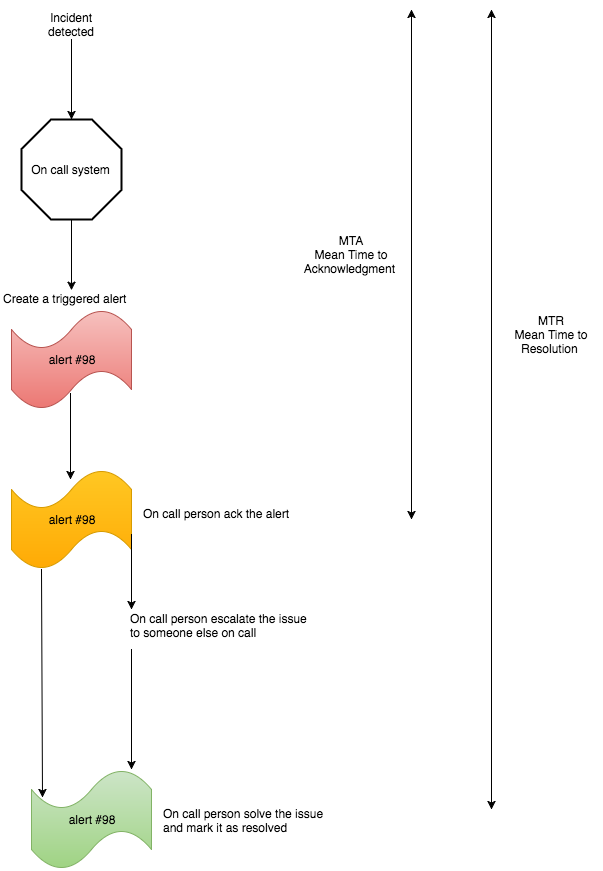 Incident
detected
On call system
MTA
Mean Time to
Acknowledgment
Create a triggered alert
MTR
Mean Time to
Resolution
alert #98
alert #98
On call person ack the alert
On call person escalate the issue
to someone else on call
alert #98
On call person solve the issue
and mark it as resolved